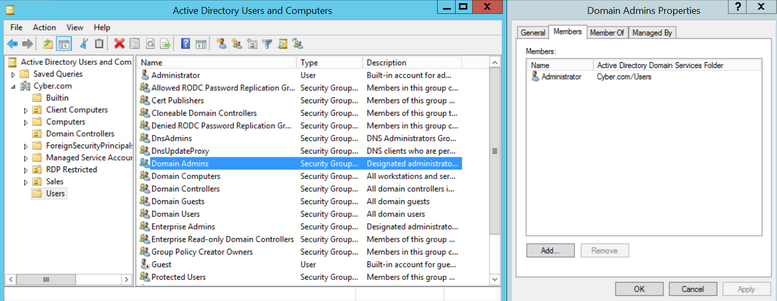 Active Directory Users and Computers
File Action View Help
Active Directory Users and Com
Saved Queries
Cyber.com
Builtin
Client Computers
Computers
Domain Controllers
ForeignSecurityPrincipals
Managed Service Accour
RDP Restricted
Sales
Users
Name Type Description
Administrator User Built-in account for ad...
Allowed RODC Password Replication Gr... Security Group... Members in this group c...
Cert Publishers Security Group... Members of this group ...
Cloneable Domain Controllers Security Group... Members of this group t...
Denied RODC Password Replication Gr... Security Group... Members in this group c...
DnsAdmins Security Group... DNS Administrators Gro...
DnsUpdateProxy Security Group... DNS clients who are per...
Domain Admins Security Group... Designated administrato...
Domain Computers Security Group... All workstations and ser...
Domain Controllers Security Group... All domain controllers i...
Domain Guests Security Group... All domain guests
Domain Users Security Group... All domain users
Enterprise Admins Security Group... Designated administrato...
Enterprise Read-only Domain Controllers Security Group... Members of this group ...
Group Policy Creator Owners Security Group... Members in this group c...
Guest User Built-in account for gue...
Protected Users Security Group... Members of this group ...
Domain Admins Properties
General Members Member Of Managed By
Members:
Name Active Directory Domain Services Folder
Administrator Cyber.com/Users
Add... Remove
OK Cancel Apply